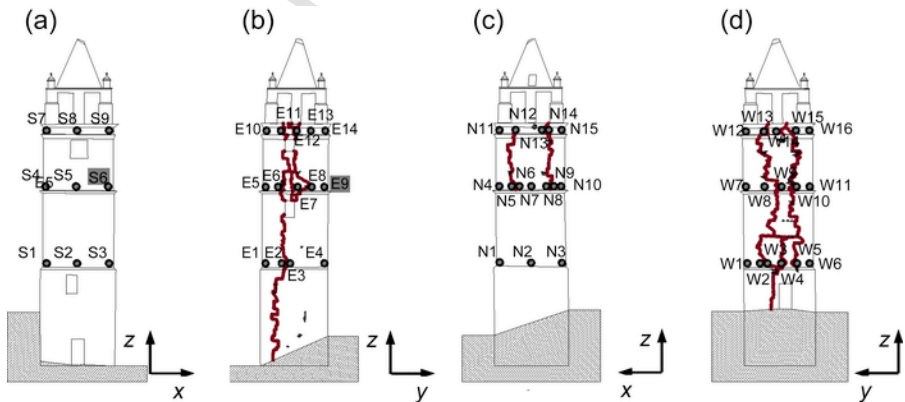 (a) (b) (c) (d)
S7 S8 S9
E10 E11 E12 E13 E14
N11 N12 N13 N14 N15
W12 W13 W15 W16
S4 S5 S6
E5
E5 E6 E7 E8 E9
N4 N5 N6 N7 N8 N9 N10
W7 W8 W9 W10 W11
S1 S2 S3
E1 E2 E3 E4
N1 N2 N3
W1 W2 W3 W4 W5 W6
z z z z
x y x y